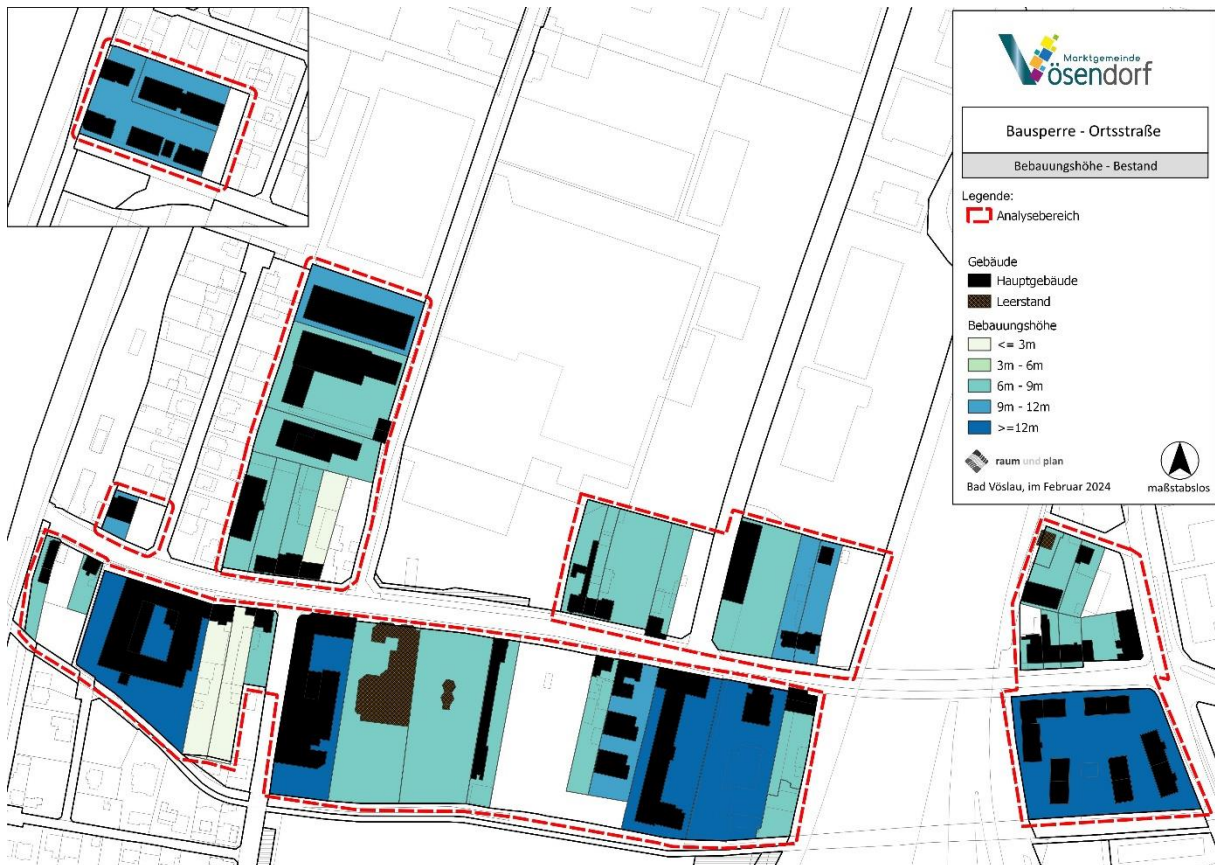 Marktgemeinde
Vösendorf
Bausperre - Ortsstraße
Bebauungshöhe - Bestand
Legende:
Analysebereich
Gebäude
Hauptgebäude
Leerstand
Bebauungshöhe
<= 3m
3m - 6m
6m - 9m
9m - 12m
>=12m
raum und plan
Bad Vöslau, im Februar 2024
maßstabslos